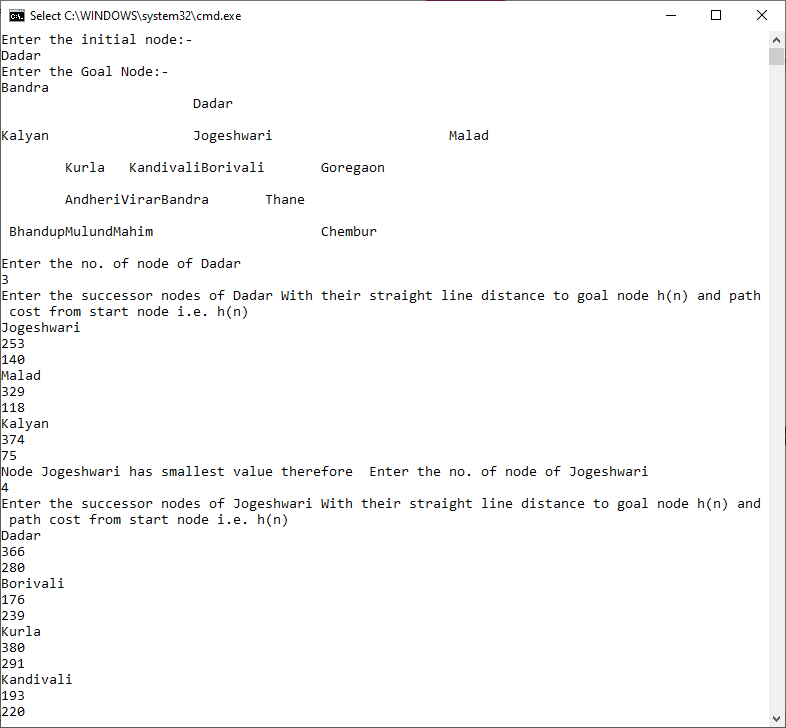 Select C:\WINDOWS\system32\cmd.exe
Enter the initial node:-
Dadar
Enter the Goal Node:-
Bandra
Dadar
Kalyan Jogeshwari Malad
Kurla KandivaliBorivali Goregaon
AndheriVirarBandra Thane
BhandupMulundMahim Chembur
Enter the no. of node of Dadar
3
Enter the successor nodes of Dadar With their straight line distance to goal node h(n) and path
cost from start node i.e. h(n)
Jogeshwari
253
140
Malad
329
118
Kalyan
374
75
Node Jogeshwari has smallest value therefore  Enter the no. of node of Jogeshwari
4
Enter the successor nodes of Jogeshwari With their straight line distance to goal node h(n) and
path cost from start node i.e. h(n)
Dadar
366
280
Borivali
176
239
Kurla
380
291
Kandivali
193
220